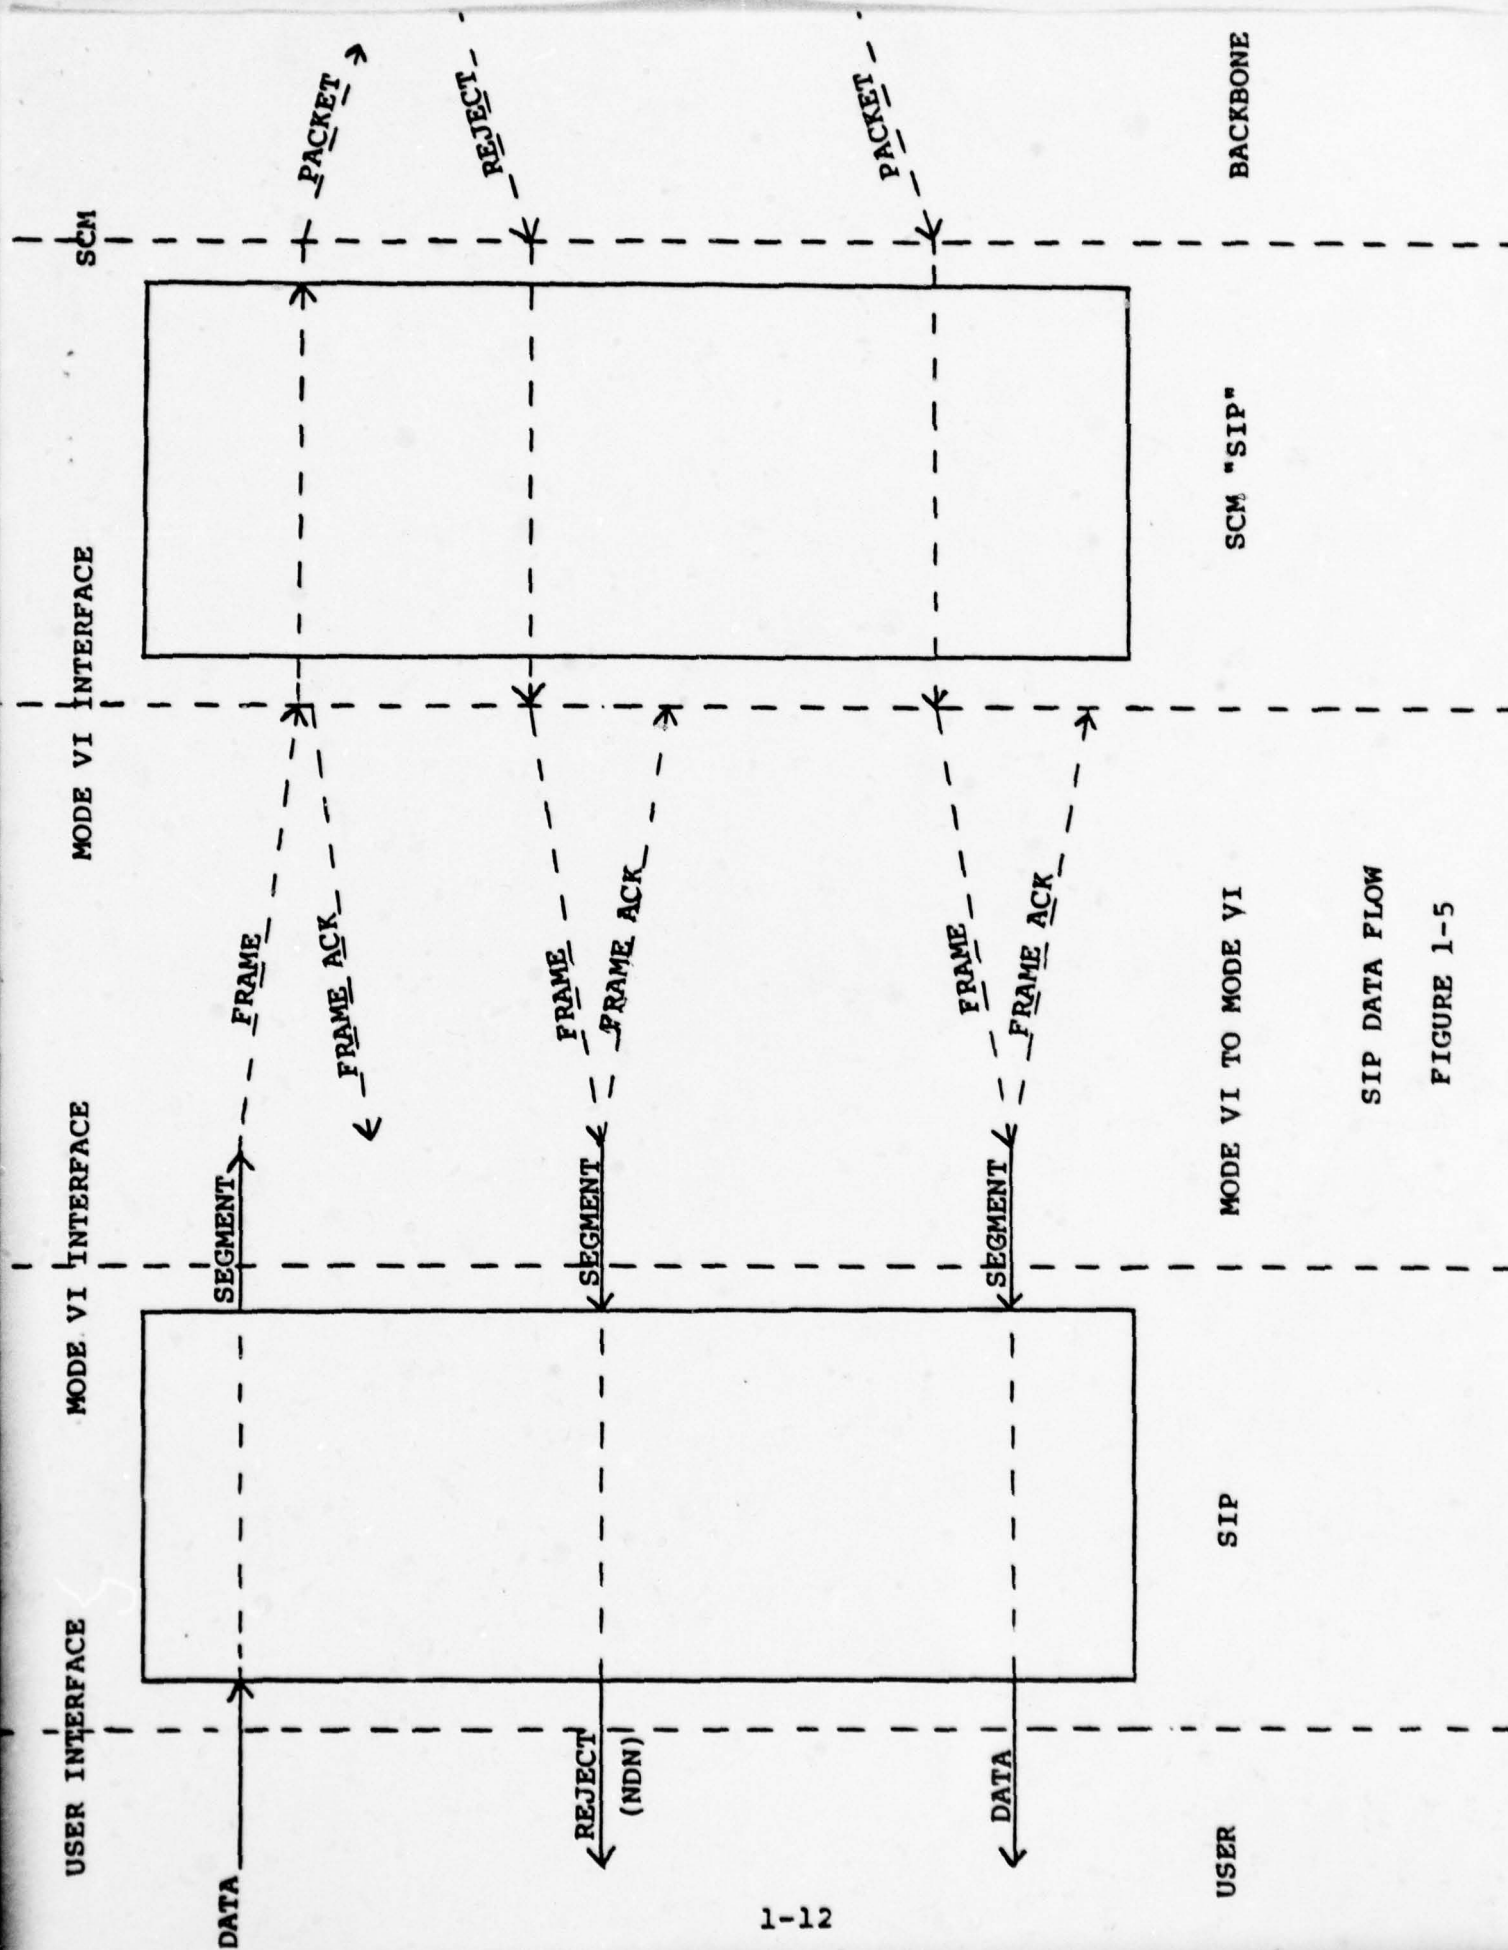 USER INTERFACE
MODE VI INTERFACE
MODE VI INTERFACE
SCM
DATA
SEGMENT
FRAME
PACKET
FRAME ACK
REJECT
(NDN)
SEGMENT
FRAME
FRAME ACK
REJECT
DATA
SEGMENT
FRAME
FRAME ACK
PACKET
USER
SIP
MODE VI TO MODE VI
SCM "SIP"
BACKBONE
SIP DATA FLOW
FIGURE 1-5
1-12